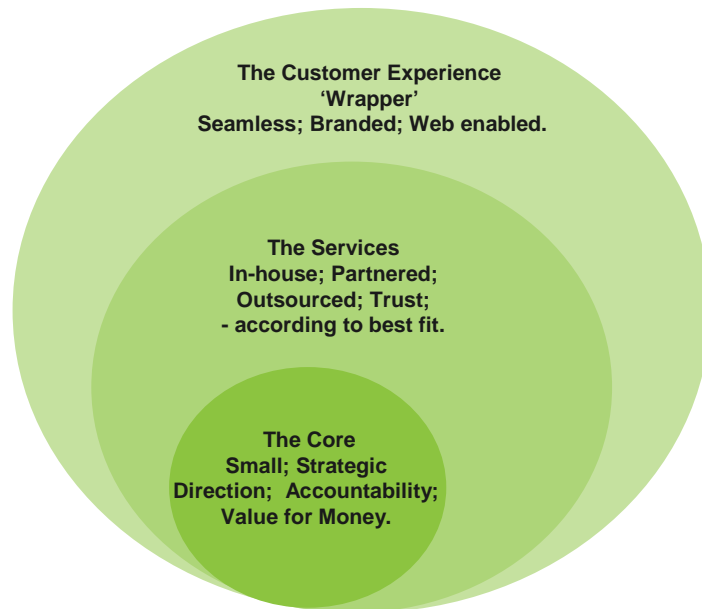 The Customer Experience
‘Wrapper’
Seamless; Branded; Web enabled.
The Services
In-house; Partnered;
Outsourced; Trust;
- according to best fit.
The Core
Small; Strategic
Direction;  Accountability;
Value for Money.